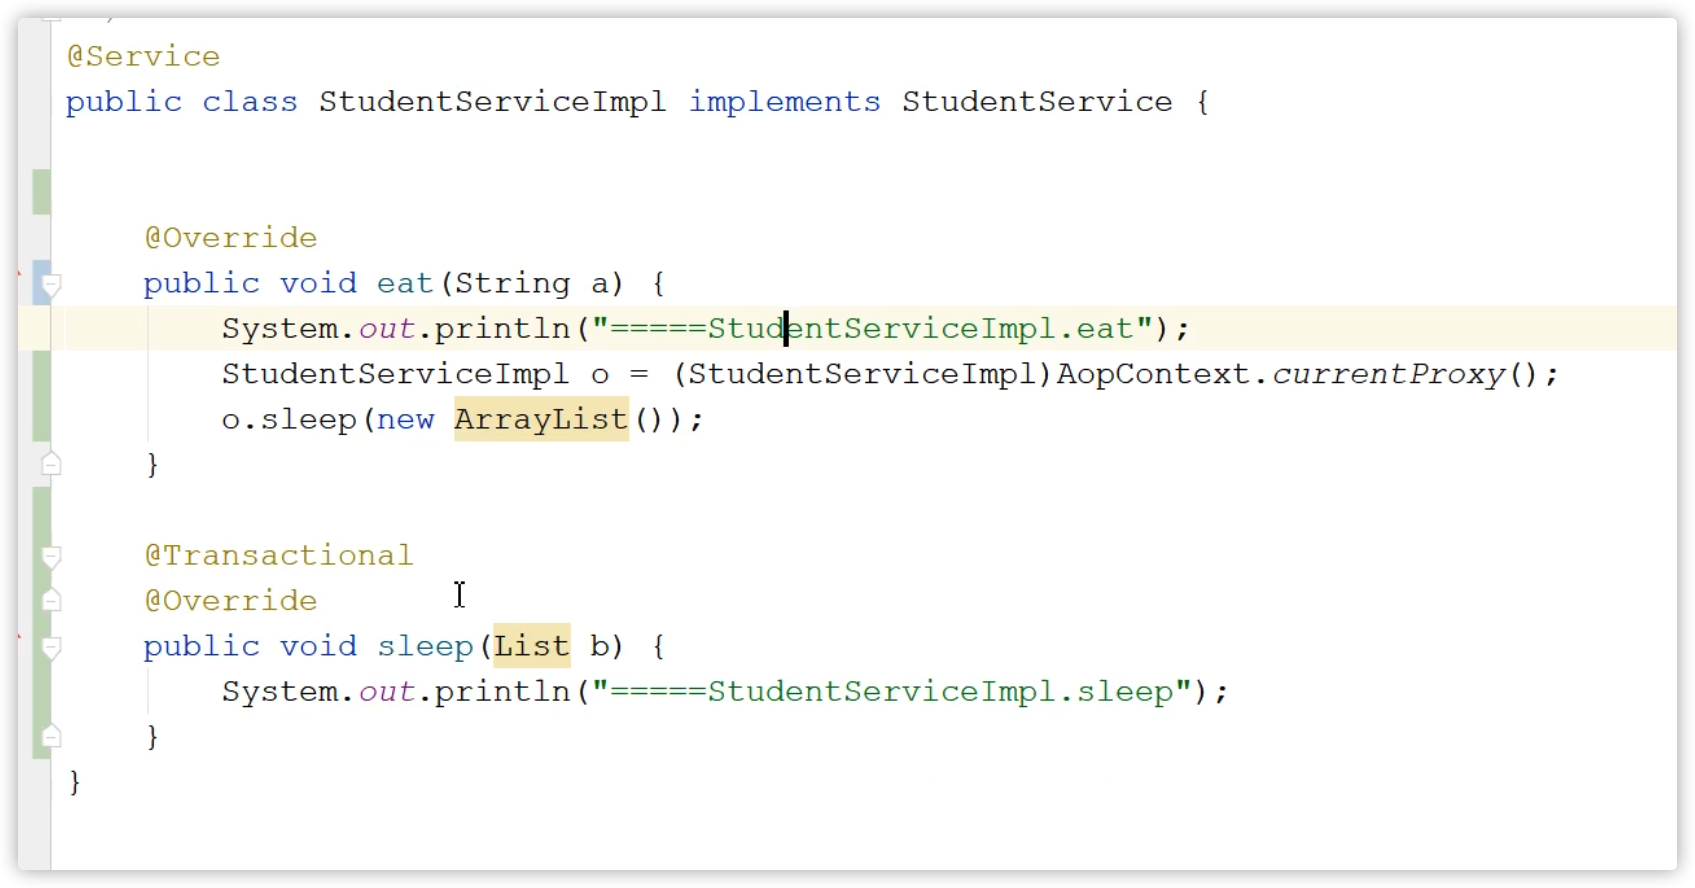 @Service
public class StudentServiceImpl implements StudentService {
@Override
public void eat(String a) {
System.out.println("=====StudentServiceImpl.eat");
StudentServiceImpl o = (StudentServiceImpl)AopContext.currentProxy();
o.sleep(new ArrayList());
}
@Transactional
@Override
public void sleep(List b) {
System.out.println("=====StudentServiceImpl.sleep");
}
}